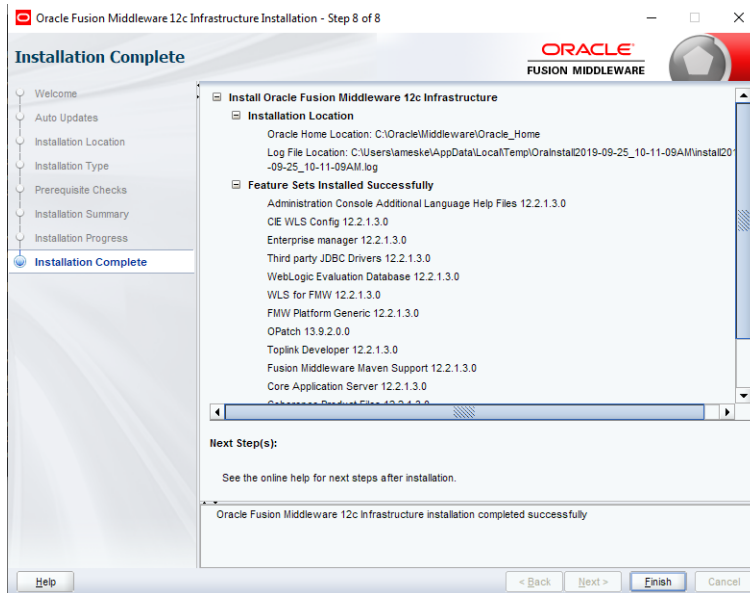 Oracle Fusion Middleware 12c Infrastructure Installation - Step 8 of 8
Installation Complete
ORACLE
FUSION MIDDLEWARE
Welcome
Auto Updates
Installation Location
Installation Type
Prerequisite Checks
Installation Summary
Installation Progress
Installation Complete
Install Oracle Fusion Middleware 12c Infrastructure
Installation Location
Oracle Home Location: C:\Oracle\Middleware\Oracle_Home
Log File Location: C:\Users\ameske\AppData\Local\Temp\OraInstall2019-09-25_10-11-09AM\install201
-09-25_10-11-09AM.log
Feature Sets Installed Successfully
Administration Console Additional Language Help Files 12.2.1.3.0
CIE WLS Config 12.2.1.3.0
Enterprise manager 12.2.1.3.0
Third party JDBC Drivers 12.2.1.3.0
WebLogic Evaluation Database 12.2.1.3.0
WLS for FMW 12.2.1.3.0
FMW Platform Generic 12.2.1.3.0
OPatch 13.9.2.0.0
Toplink Developer 12.2.1.3.0
Fusion Middleware Maven Support 12.2.1.3.0
Core Application Server 12.2.1.3.0
Coherence Product Files 12.2.1.3.0
Next Step(s):
See the online help for next steps after installation.
Oracle Fusion Middleware 12c Infrastructure installation completed successfully
Help
< Back
Next >
Finish
Cancel